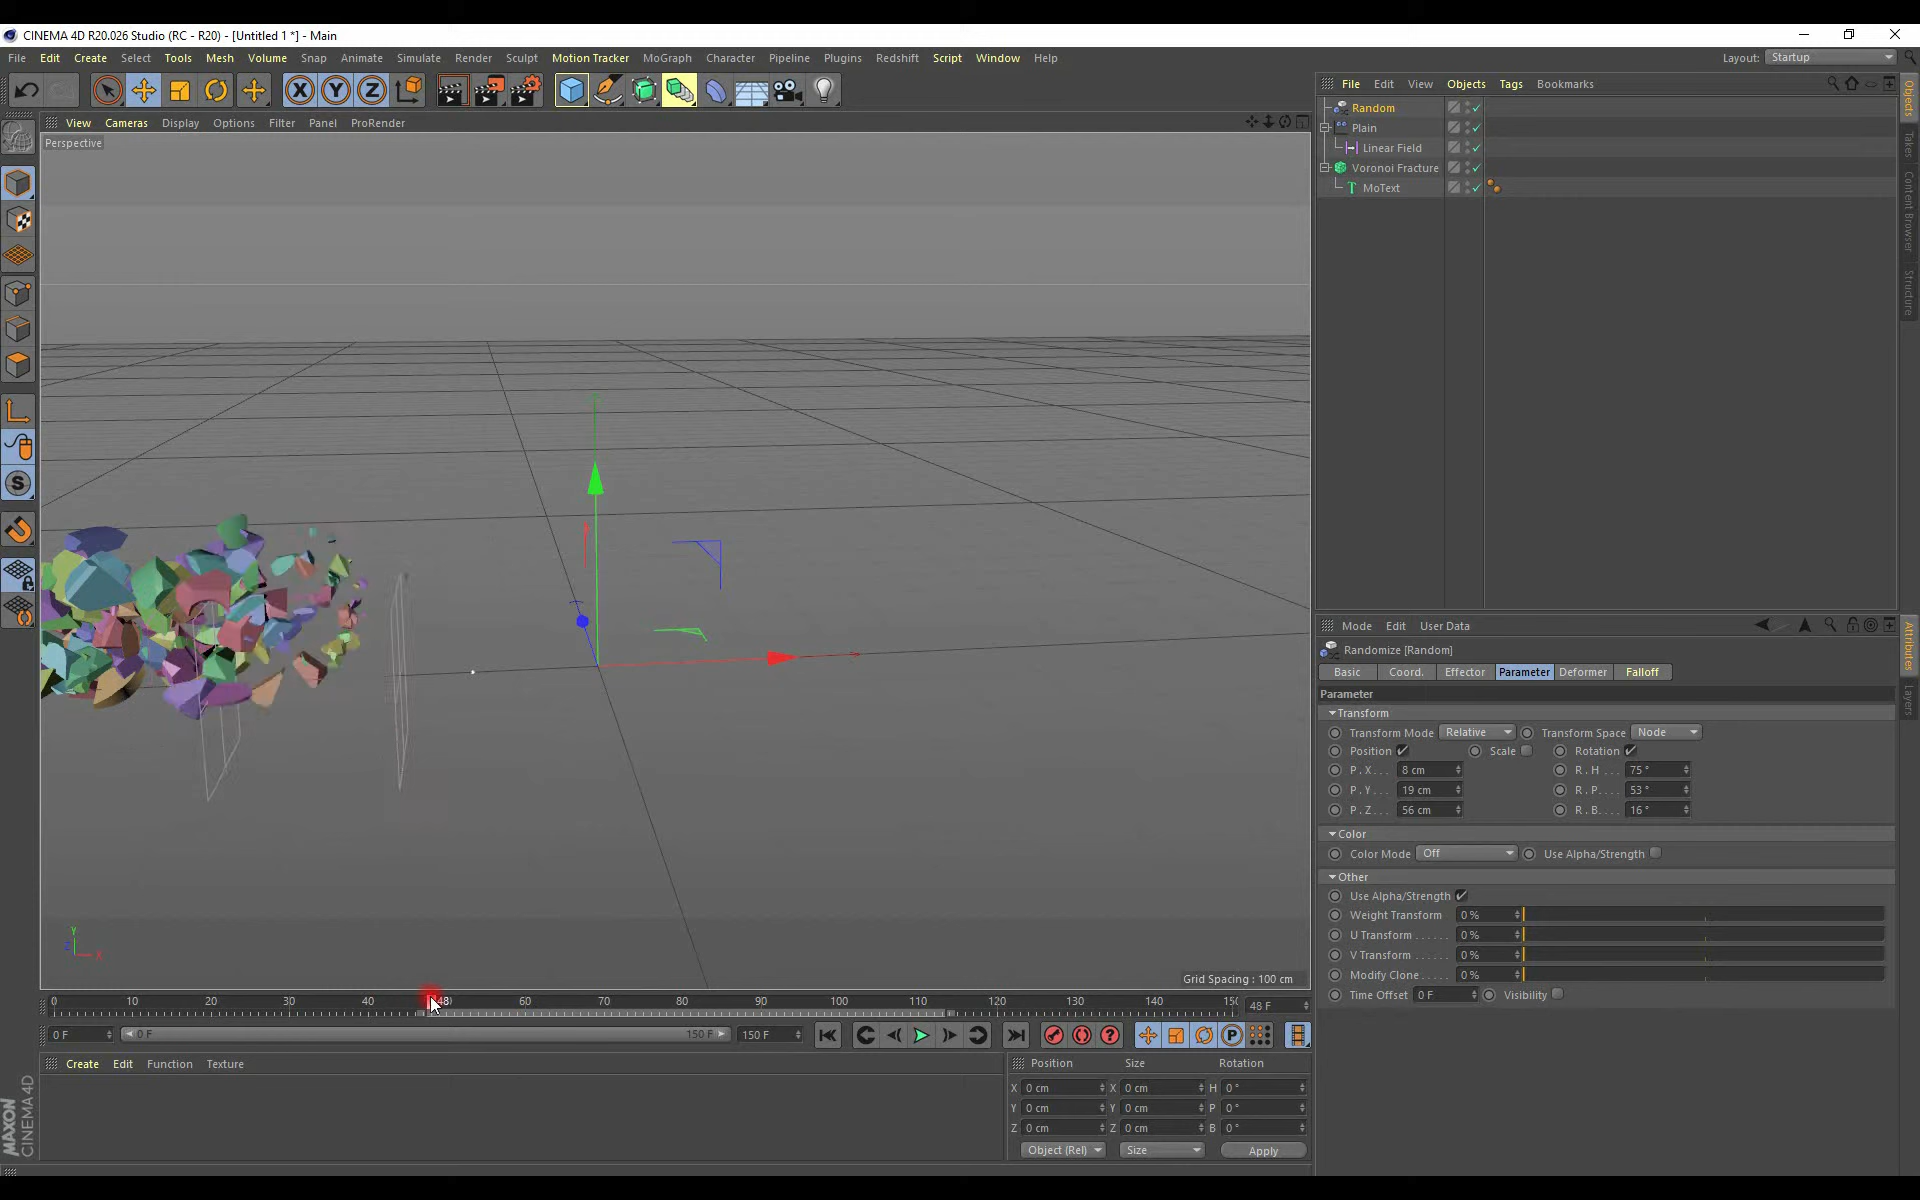 CINEMA 4D R20.026 Studio (RC - R20) - [Untitled 1 *] - Main
File Edit Create Select Tools Mesh Volume Snap Animate Simulate Render Sculpt Motion Tracker MoGraph Character Pipeline Plugins Redshift Script Window Help
Layout: Startup
View Cameras Display Options Filter Panel ProRender
File Edit View Objects Tags Bookmarks
Perspective
Random
Plain
Linear Field
Voronoi Fracture
MoText
Objects
Takes
Content Browser
Structure
Mode Edit User Data
Randomize [Random]
Basic Coord. Effector Parameter Deformer Falloff
Parameter
Transform
Transform Mode Relative Transform Space Node
Position Scale Rotation
P . X . . . 8 cm R . H . . . 75 °
P . Y . . . 19 cm R . P. . . . 53 °
P . Z . . . 56 cm R . B. . . . 16 °
Color
Color Mode Off Use Alpha/Strength
Other
Use Alpha/Strength
Weight Transform 0 %
U Transform . . . . . . 0 %
V Transform . . . . . . 0 %
Modify Clone . . . . . 0 %
Time Offset 0 F Visibility
Attributes
Layers
Y
Z
X
Grid Spacing : 100 cm
0 10 20 30 40 48 60 70 80 90 100 110 120 130 140 150 48 F
0 F 0 F 150 F 150 F
Create Edit Function Texture
Position Size Rotation
X 0 cm X 0 cm H 0 °
Y 0 cm Y 0 cm P 0 °
Z 0 cm Z 0 cm B 0 °
Object (Rel) Size Apply
MAXON
CINEMA 4D